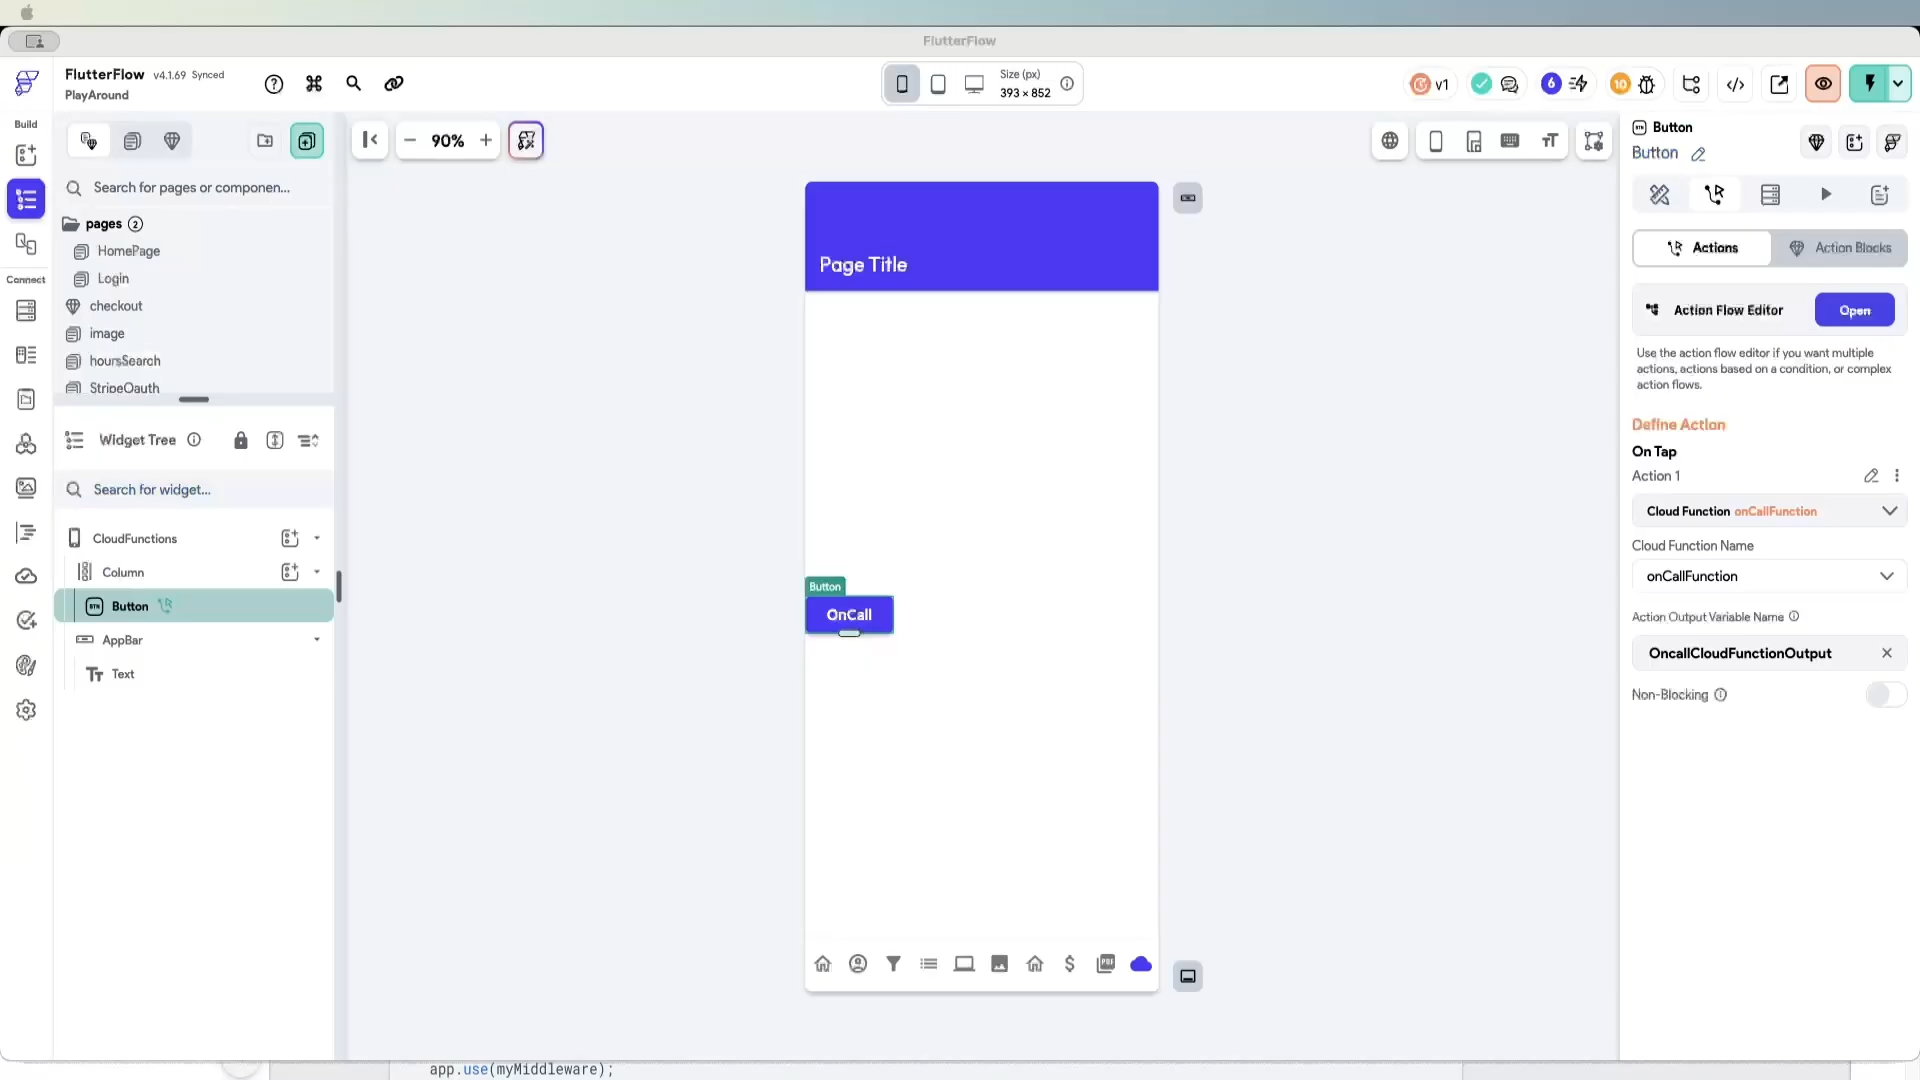 FlutterFlow
FlutterFlow v4.1.69 Synced
PlayAround
Size (px)
393 × 852
v1
6
10
Build
Connect
90%
Search for pages or componen...
pages 2
HomePage
Login
checkout
image
hoursSearch
StripeOauth
Widget Tree
Search for widget...
CloudFunctions
Column
BTN Button
AppBar
Tt Text
Page Title
Button
OnCall
PDF
BTN Button
Button
Actions
Action Blocks
Action Flow Editor
Open
Use the action flow editor if you want multiple
actions, actions based on a condition, or complex
action flows.
Define Action
On Tap
Action 1
Cloud Function onCallFunction
Cloud Function Name
onCallFunction
Action Output Variable Name
OncallCloudFunctionOutput
Non-Blocking
app.use(myMiddleware);